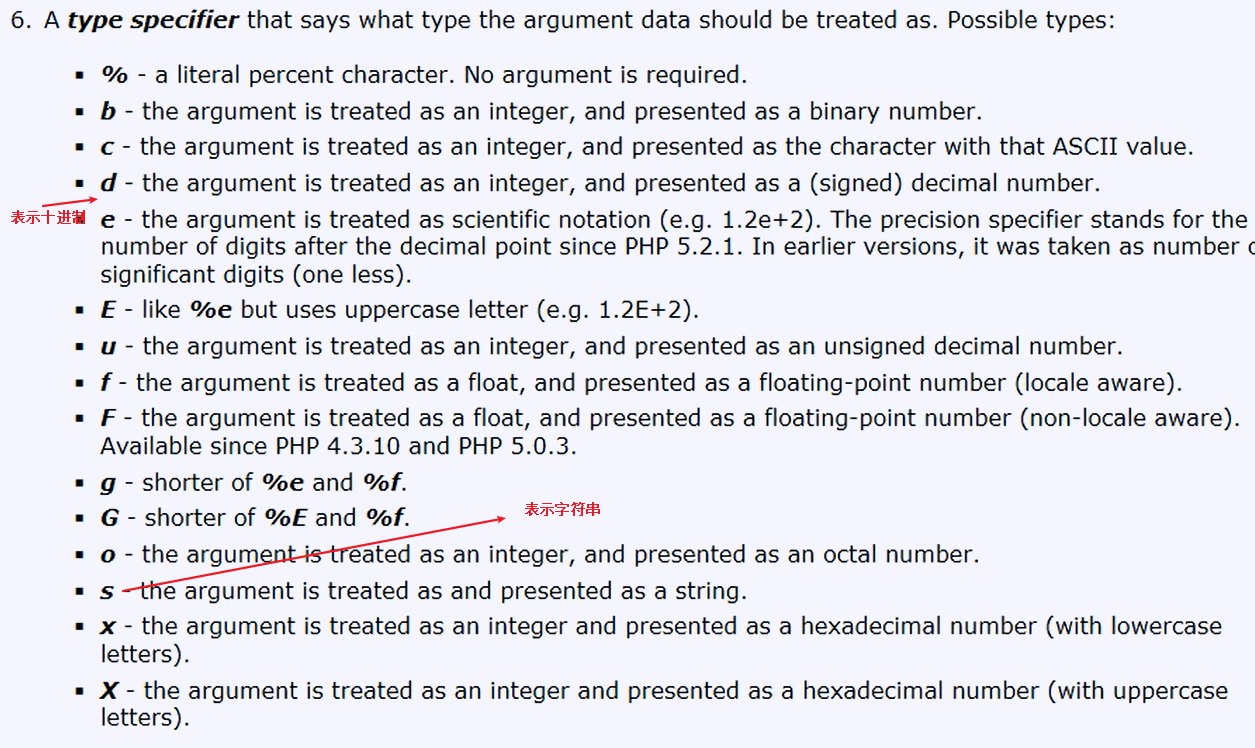 6. A type specifier that says what type the argument data should be treated as. Possible types:
▪ % - a literal percent character. No argument is required.
▪ b - the argument is treated as an integer, and presented as a binary number.
▪ c - the argument is treated as an integer, and presented as the character with that ASCII value.
▪ d - the argument is treated as an integer, and presented as a (signed) decimal number.
表示十进制
▪ e - the argument is treated as scientific notation (e.g. 1.2e+2). The precision specifier stands for the
number of digits after the decimal point since PHP 5.2.1. In earlier versions, it was taken as number
significant digits (one less).
▪ E - like %e but uses uppercase letter (e.g. 1.2E+2).
▪ u - the argument is treated as an integer, and presented as an unsigned decimal number.
▪ f - the argument is treated as a float, and presented as a floating-point number (locale aware).
▪ F - the argument is treated as a float, and presented as a floating-point number (non-locale aware).
Available since PHP 4.3.10 and PHP 5.0.3.
▪ g - shorter of %e and %f.
表示字符串
▪ G - shorter of %E and %f.
▪ o - the argument is treated as an integer, and presented as an octal number.
▪ s - the argument is treated as and presented as a string.
▪ x - the argument is treated as an integer and presented as a hexadecimal number (with lowercase
letters).
▪ X - the argument is treated as an integer and presented as a hexadecimal number (with uppercase
letters).